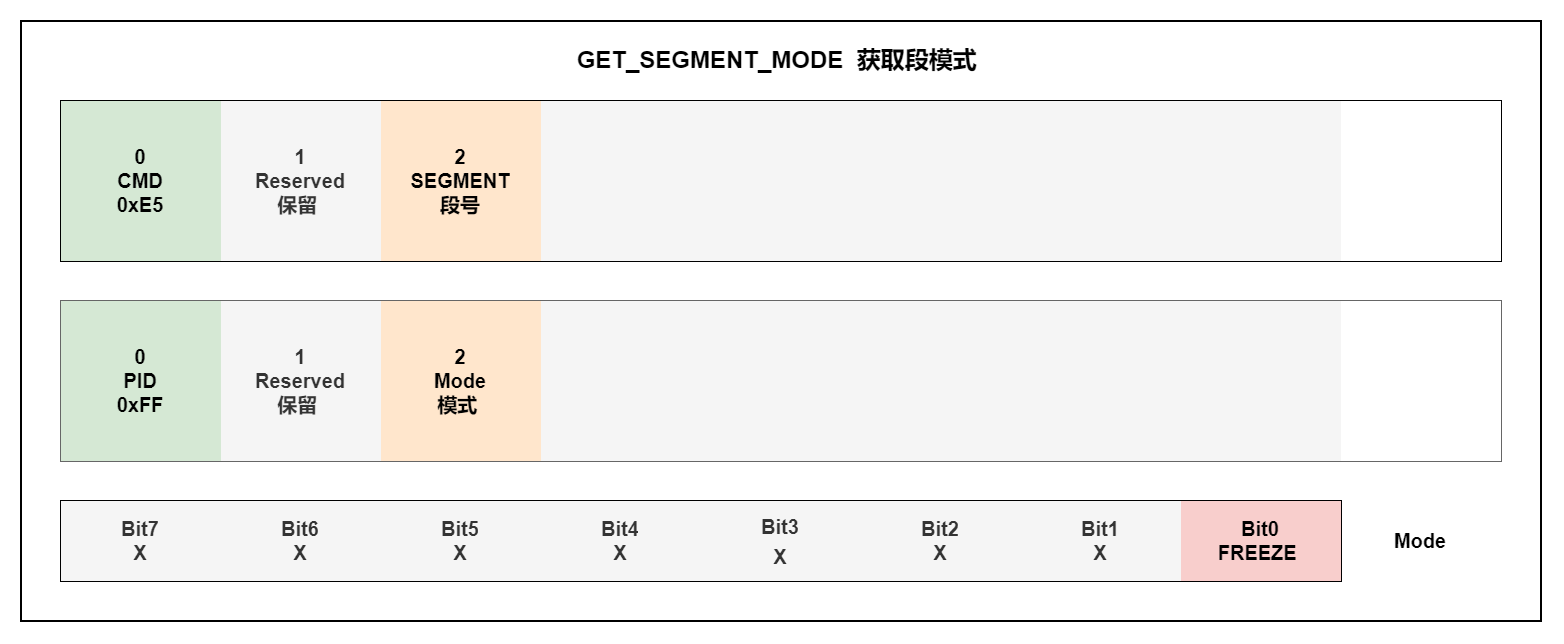 GET_SEGMENT_MODE 获取段模式
0
CMD
0xE5
1
Reserved
保留
2
SEGMENT
段号
0
PID
0xFF
1
Reserved
保留
2
Mode
模式
Bit7
X
Bit6
X
Bit5
X
Bit4
X
Bit3
X
Bit2
X
Bit1
X
Bit0
FREEZE
Mode